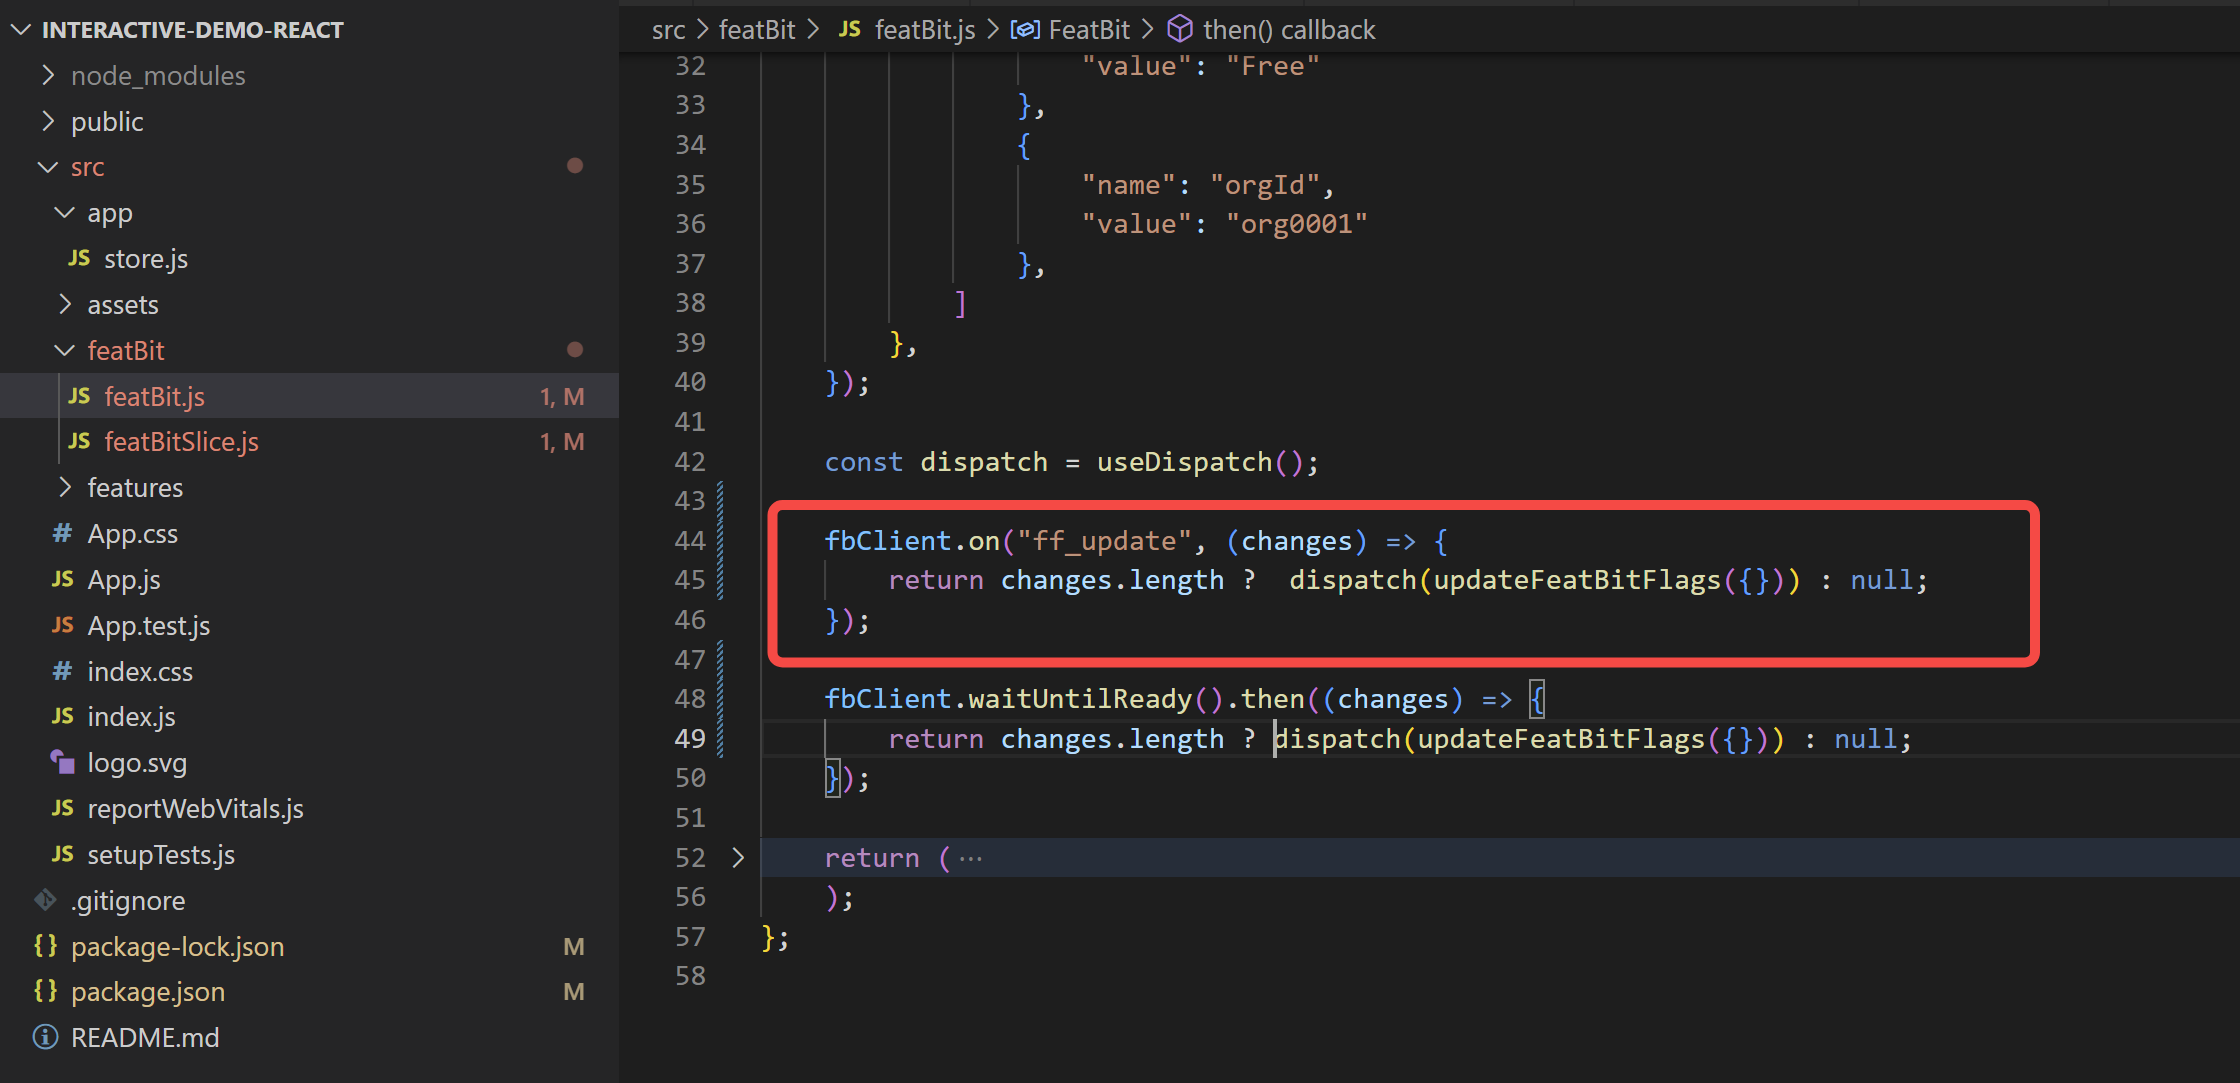 INTERACTIVE-DEMO-REACT
node_modules
public
src
app
JS store.js
assets
featBit
JS featBit.js 1, M
JS featBitSlice.js 1, M
features
# App.css
JS App.js
JS App.test.js
# index.css
JS index.js
logo.svg
JS reportWebVitals.js
JS setupTests.js
.gitignore
{} package-lock.json M
{} package.json M
README.md
src > featBit > JS featBit.js > FeatBit > then() callback
32 "value": "Free"
33 },
34 {
35 "name": "orgId",
36 "value": "org0001"
37 },
38 ]
39 },
40 });
41
42 const dispatch = useDispatch();
43
44 fbClient.on("ff_update", (changes) => {
45 return changes.length ?  dispatch(updateFeatBitFlags({})) : null;
46 });
47
48 fbClient.waitUntilReady().then((changes) => {
49 return changes.length ? dispatch(updateFeatBitFlags({})) : null;
50 });
51
52 return ( ···
56 );
57 };
58